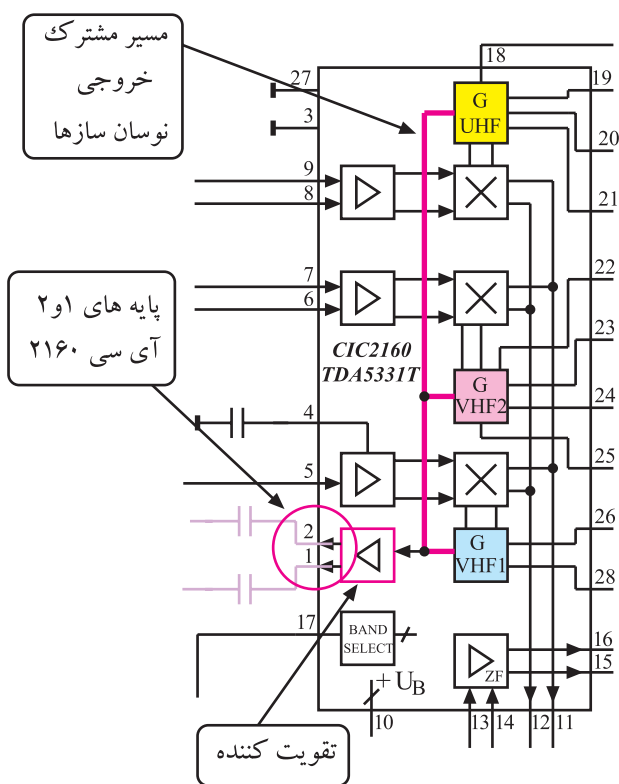 مسیر مشترك
خروجی
نوسان سازها
18
27
19
G
UHF
3
20
9
8
21
7
22
6
23
CIC2160
TDA5331T
پایه های ۱و۲
آی سی ۲۱۶۰
G
VHF2
24
4
25
5
2
26
G
VHF1
1
28
17
BAND
SELECT
16
15
ZF
+UB
10
13
14
12
11
تقویت کننده